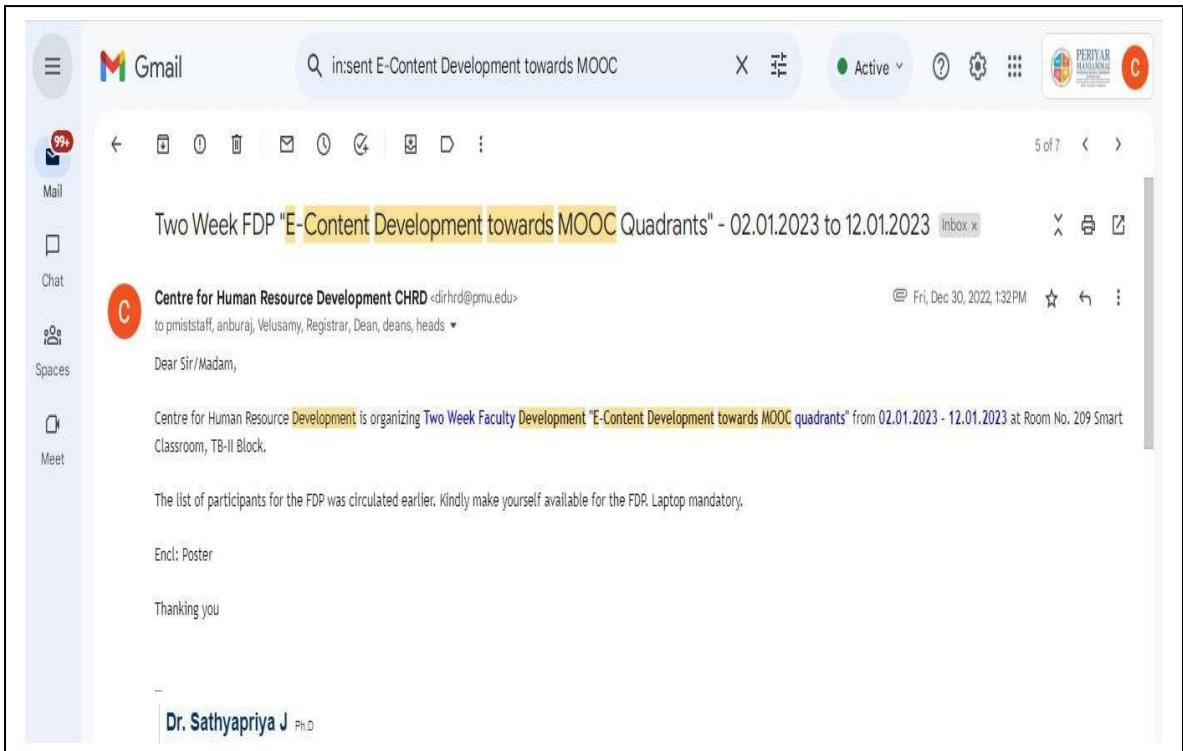 Gmail
in:sent E-Content Development towards MOOC
Active
PERIYAR
MANIAMMAI
C
99+
Mail
Chat
Spaces
Meet
5 of 7
Two Week FDP "E-Content Development towards MOOC Quadrants" - 02.01.2023 to 12.01.2023 Inbox x
C
Centre for Human Resource Development CHRD <dirhrd@pmu.edu>
Fri, Dec 30, 2022, 1:32 PM
to pmiststaff, anburaj, Velusamy, Registrar, Dean, deans, heads
Dear Sir/Madam,
Centre for Human Resource Development is organizing Two Week Faculty Development "E-Content Development towards MOOC quadrants" from 02.01.2023 - 12.01.2023 at Room No. 209 Smart
Classroom, TB-II Block.
The list of participants for the FDP was circulated earlier. Kindly make yourself available for the FDP. Laptop mandatory.
Encl: Poster
Thanking you
--
Dr. Sathyapriya J Ph.D